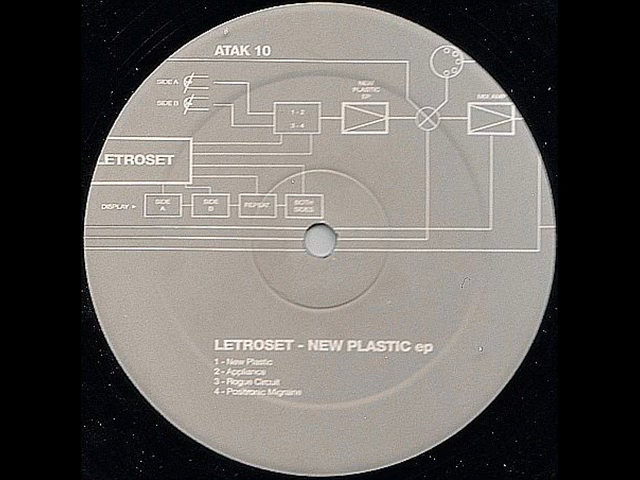 ATAK 10
SIDE A
SIDE B
NEW
PLASTIC
EP
MIX AMP
1 - 2
3 - 4
LETROSET
DISPLAY
SIDE
A
SIDE
B
REPEAT
BOTH
SIDES
LETROSET - NEW PLASTIC ep
1 - New Plastic
2 - Appliance
3 - Rogue Circuit
4 - Positronic Migraine